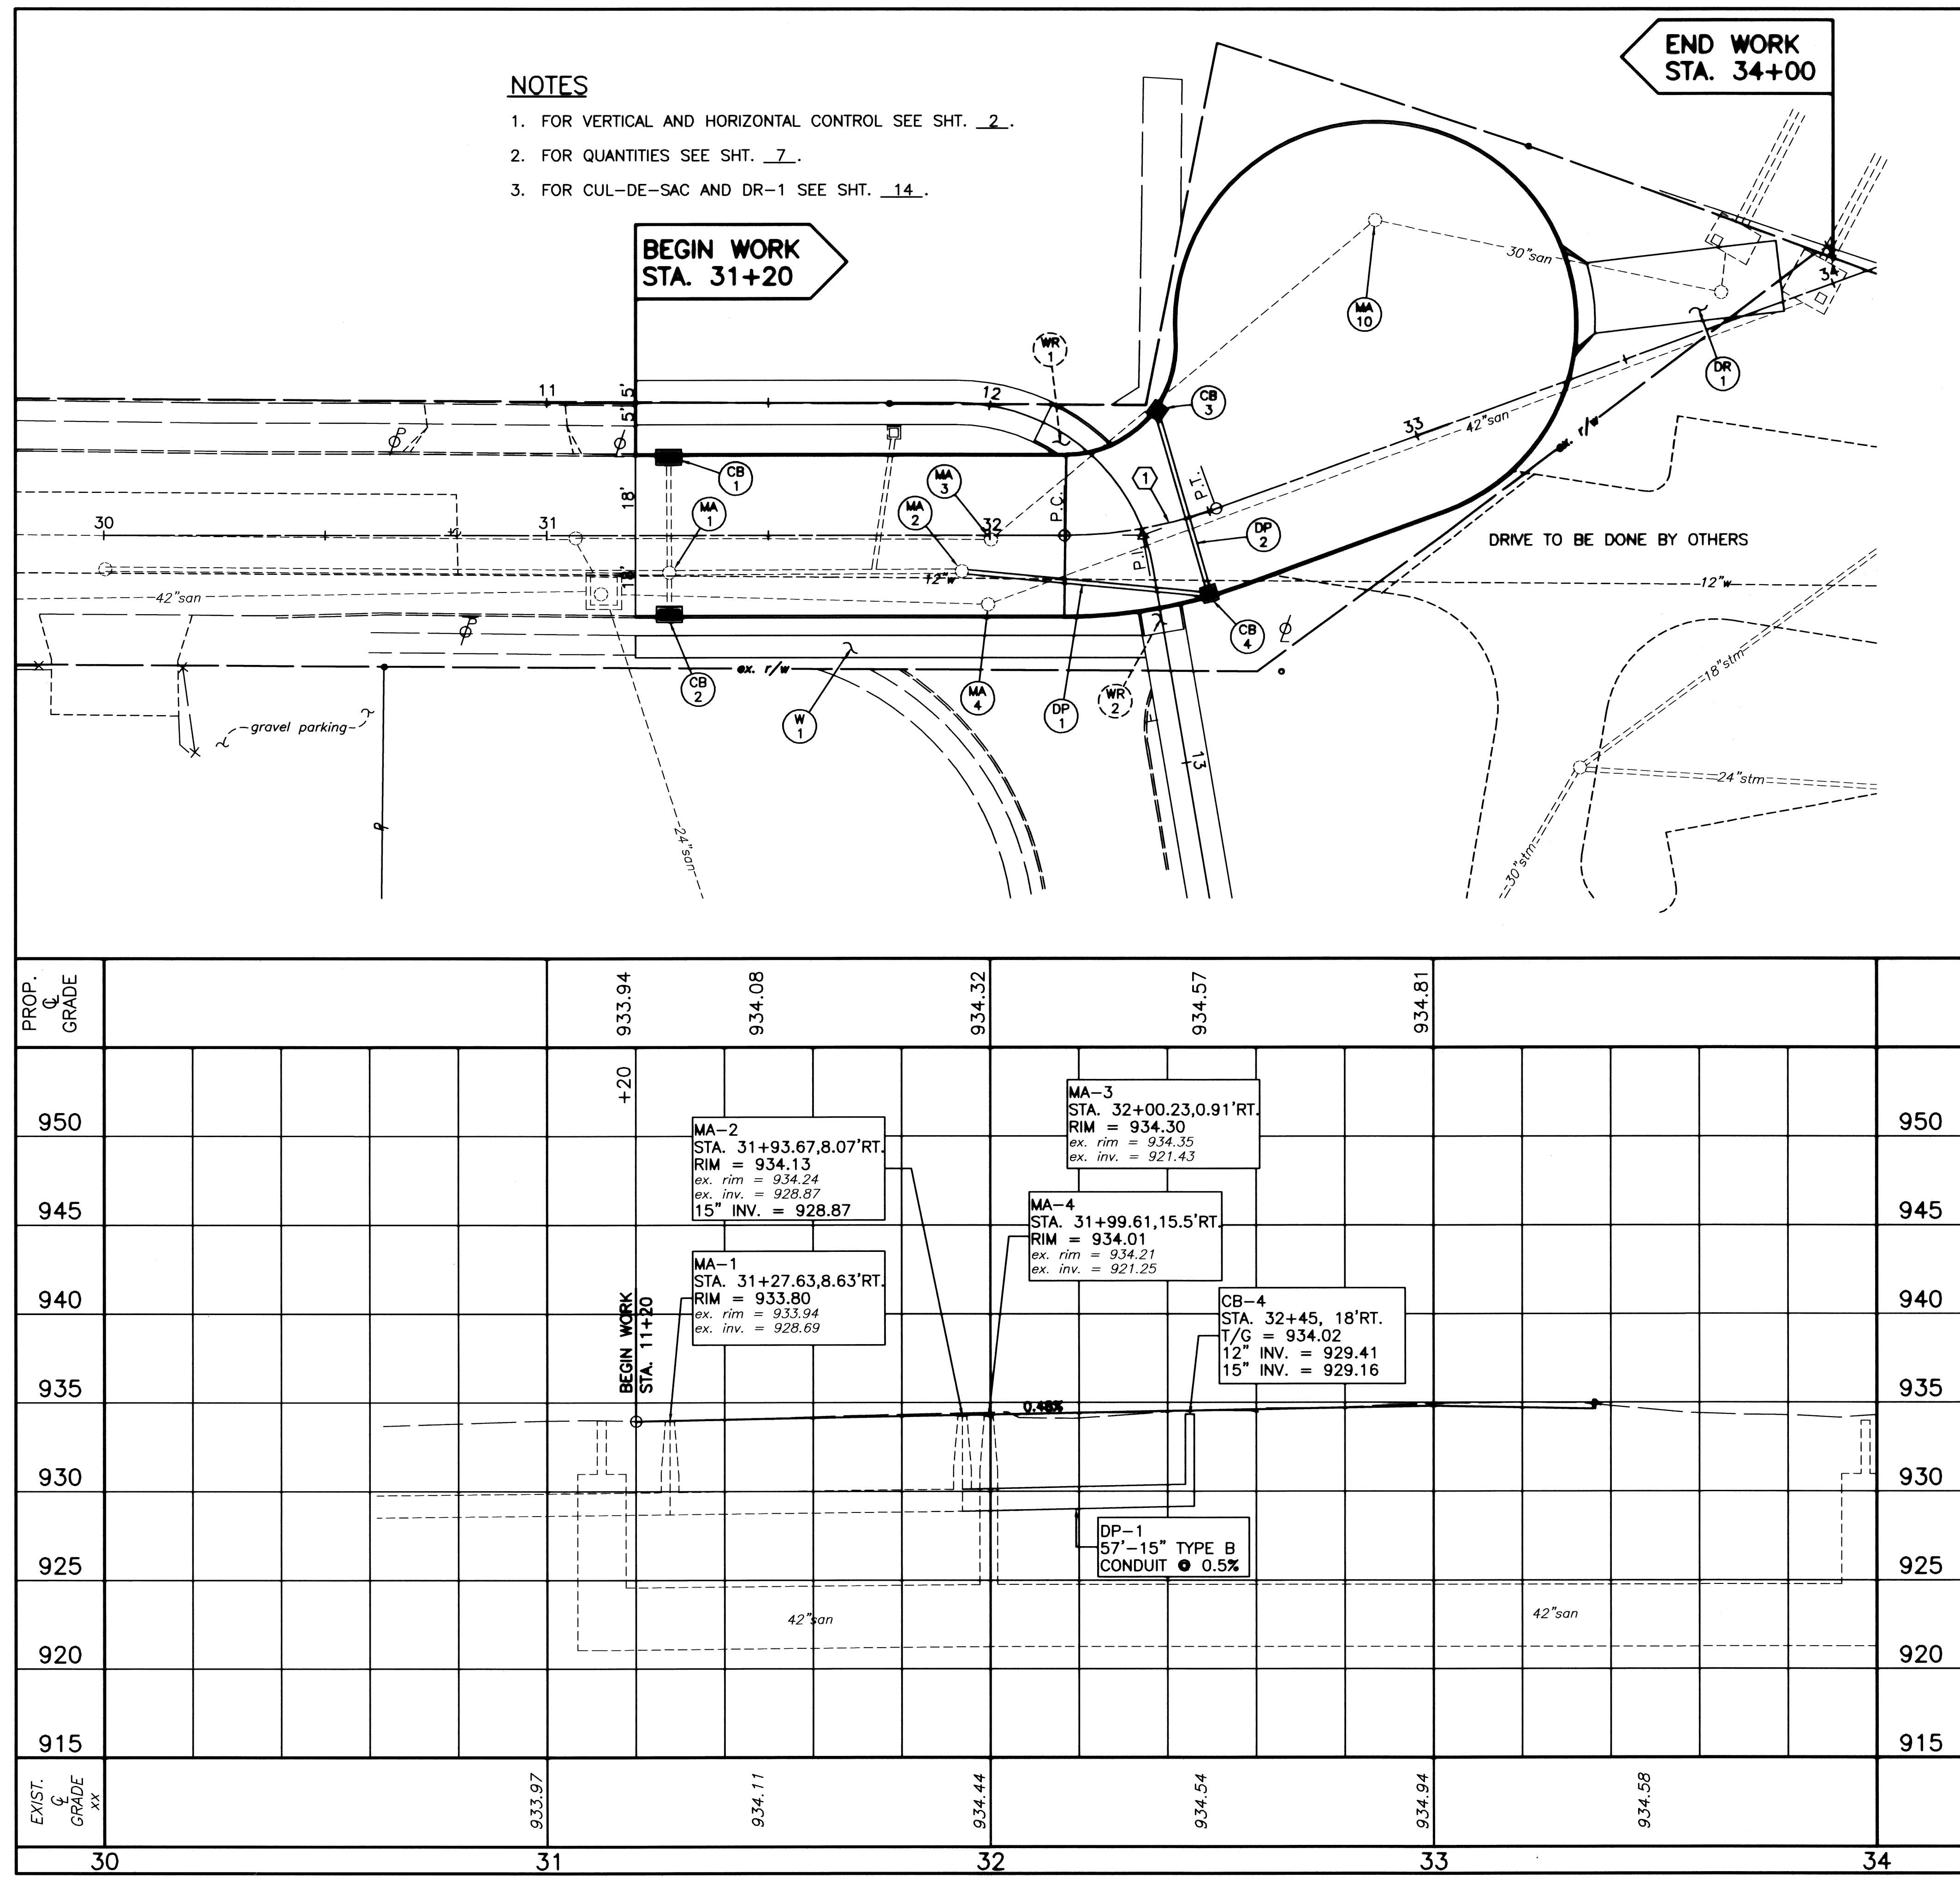 END WORK
STA. 34+00
NOTES
1. FOR VERTICAL AND HORIZONTAL CONTROL SEE SHT. 2.
2. FOR QUANTITIES SEE SHT. 7.
3. FOR CUL-DE-SAC AND DR-1 SEE SHT. 14.
BEGIN WORK
STA. 31+20
30"san
34
MA
10
WR
1
DR
1
11
5'
5'
12
CB
3
33
42"san
ex. r/w
P
CB
1
MA
3
1
P.T.
18'
P.C.
MA
1
MA
2
30
31
32
DP
2
DRIVE TO BE DONE BY OTHERS
P.I.
18'
12"w
12"w
42"san
P
CB
4
ex. r/w
CB
2
MA
4
WR
2
DP
1
W
1
gravel parking
18"stm
13
24"stm
24"san
30"stm
PROP.
℄
GRADE
933.94
934.08
934.32
934.57
934.81
+20
950
945
940
935
930
925
920
915
950
945
940
935
930
925
920
915
MA-3
STA. 32+00.23,0.91'RT.
RIM = 934.30
ex. rim = 934.35
ex. inv. = 921.43
MA-2
STA. 31+93.67,8.07'RT.
RIM = 934.13
ex. rim = 934.24
ex. inv. = 928.87
15" INV. = 928.87
MA-4
STA. 31+99.61,15.5'RT.
RIM = 934.01
ex. rim = 934.21
ex. inv. = 921.25
MA-1
STA. 31+27.63,8.63'RT.
RIM = 933.80
ex. rim = 933.94
ex. inv. = 928.69
CB-4
STA. 32+45, 18'RT.
T/G = 934.02
12" INV. = 929.41
15" INV. = 929.16
BEGIN WORK
STA. 11+20
0.48%
DP-1
57'-15" TYPE B
CONDUIT @ 0.5%
42"san
42"san
EXIST.
℄
GRADE
xx
933.97
934.11
934.44
934.54
934.94
934.58
30
31
32
33
34